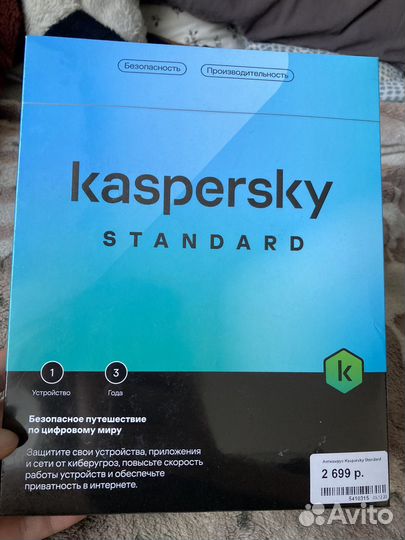 Безопасность
Производительность
kaspersky
STANDARD
1
3
Устройство
Года
k
Безопасное путешествие
по цифровому миру
Защитите свои устройства, приложения
и сети от киберугроз, повысьте скорость
работы устройств и обеспечьте
приватность в интернете.
Антивирус Kaspersky Standard
2 699 р.
5410315
Avito